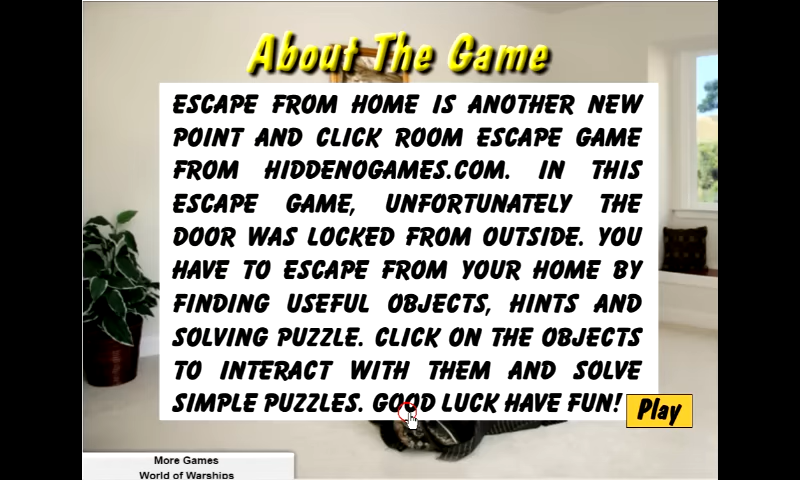 About The Game
ESCAPE FROM HOME IS ANOTHER NEW
POINT AND CLICK ROOM ESCAPE GAME
FROM HIDDENOGAMES.COM. IN THIS
ESCAPE GAME, UNFORTUNATELY THE
DOOR WAS LOCKED FROM OUTSIDE. YOU
HAVE TO ESCAPE FROM YOUR HOME BY
FINDING USEFUL OBJECTS, HINTS AND
SOLVING PUZZLE. CLICK ON THE OBJECTS
TO INTERACT WITH THEM AND SOLVE
SIMPLE PUZZLES. GOOD LUCK HAVE FUN!
Play
More Games
World of Warships